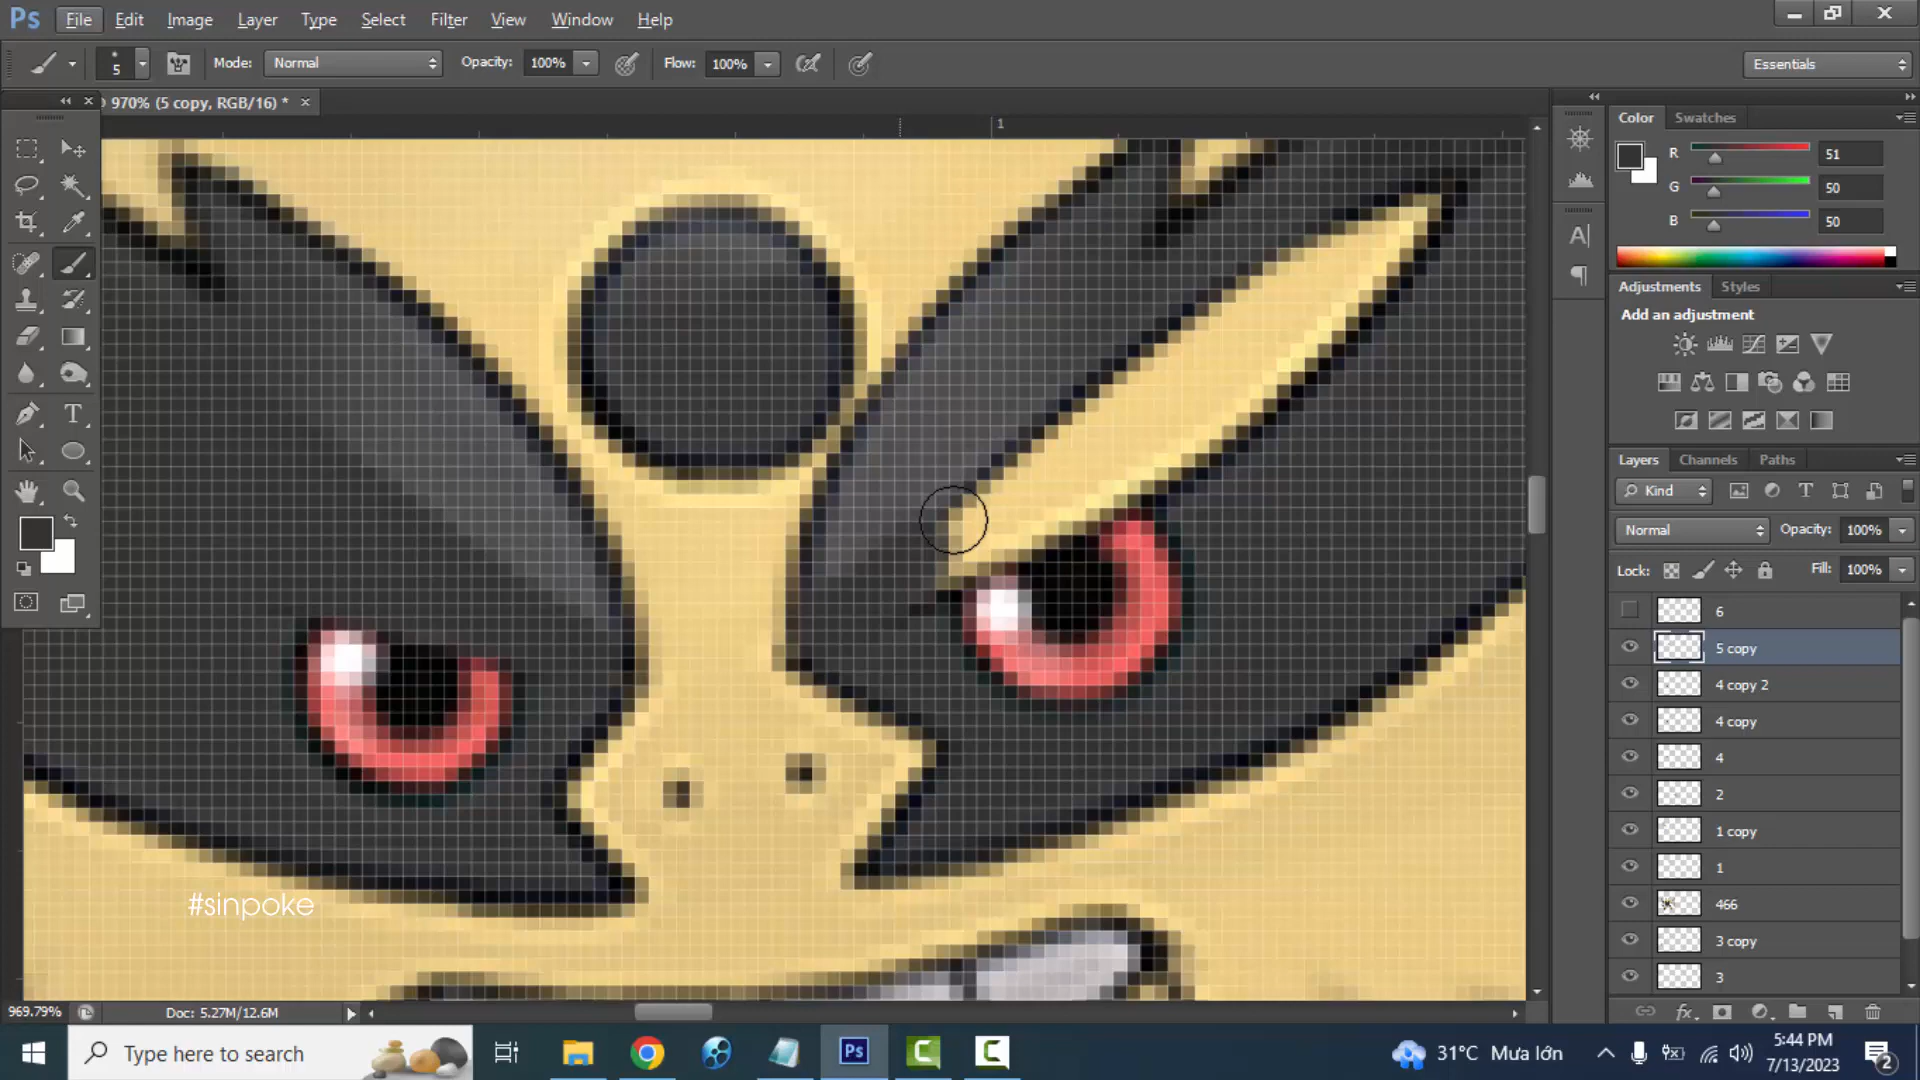 Ps File Edit Image Layer Type Select Filter View Window Help
5 Mode: Normal Opacity: 100% Flow: 100% Essentials
970% (5 copy, RGB/16) * ×
1
Color Swatches
R 51
G 50
B 50
Adjustments Styles
Add an adjustment
Layers Channels Paths
Kind T
Normal Opacity: 100%
Lock: Fill: 100%
6
5 copy
4 copy 2
4 copy
4
2
1 copy
1
466
3 copy
3
#sinpoke
969.79% Doc: 5.27M/12.6M
fx
Type here to search
Ps
31°C Mưa lớn
5:44 PM
7/13/2023
2